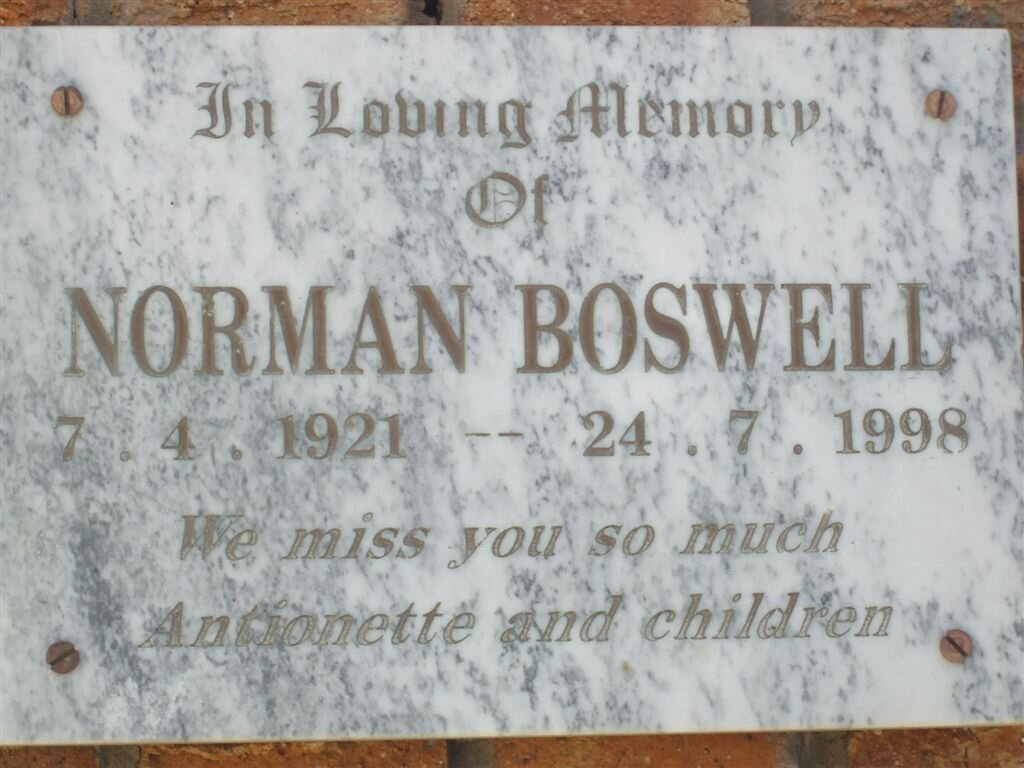 In Loving Memory
Of
NORMAN BOSWELL
7 . 4 . 1921 -- 24 . 7 . 1998
We miss you so much
Antionette and children